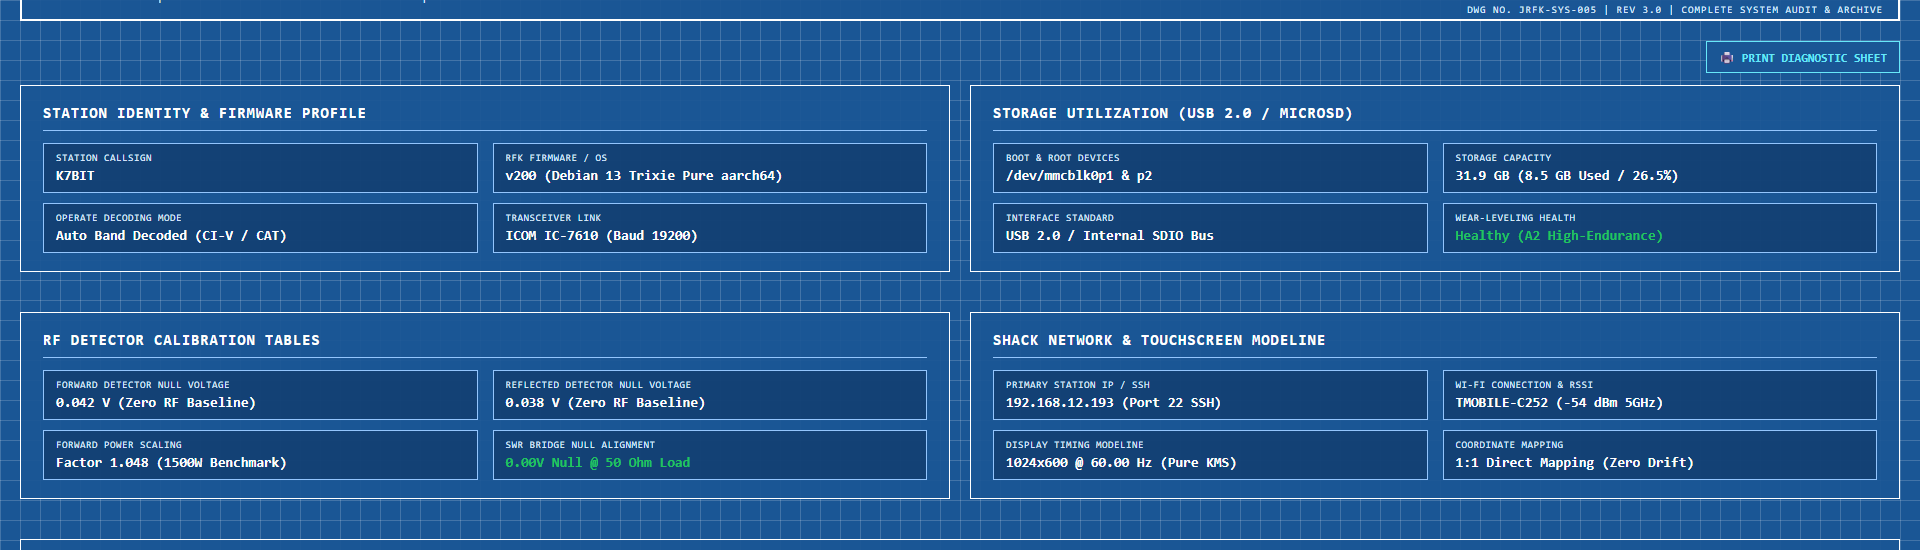 DWG NO. JRFK-SYS-005 | REV 3.0 | COMPLETE SYSTEM AUDIT & ARCHIVE
PRINT DIAGNOSTIC SHEET
STATION IDENTITY & FIRMWARE PROFILE
STATION CALLSIGN
K7BIT
RFK FIRMWARE / OS
v200 (Debian 13 Trixie Pure aarch64)
OPERATE DECODING MODE
Auto Band Decoded (CI-V / CAT)
TRANSCEIVER LINK
ICOM IC-7610 (Baud 19200)
STORAGE UTILIZATION (USB 2.0 / MICROSD)
BOOT & ROOT DEVICES
/dev/mmcblk0p1 & p2
STORAGE CAPACITY
31.9 GB (8.5 GB Used / 26.5%)
INTERFACE STANDARD
USB 2.0 / Internal SDIO Bus
WEAR-LEVELING HEALTH
Healthy (A2 High-Endurance)
RF DETECTOR CALIBRATION TABLES
FORWARD DETECTOR NULL VOLTAGE
0.042 V (Zero RF Baseline)
REFLECTED DETECTOR NULL VOLTAGE
0.038 V (Zero RF Baseline)
FORWARD POWER SCALING
Factor 1.048 (1500W Benchmark)
SWR BRIDGE NULL ALIGNMENT
0.00V Null @ 50 Ohm Load
SHACK NETWORK & TOUCHSCREEN MODELINE
PRIMARY STATION IP / SSH
192.168.12.193 (Port 22 SSH)
WI-FI CONNECTION & RSSI
TMOBILE-C252 (-54 dBm 5GHz)
DISPLAY TIMING MODELINE
1024x600 @ 60.00 Hz (Pure KMS)
COORDINATE MAPPING
1:1 Direct Mapping (Zero Drift)